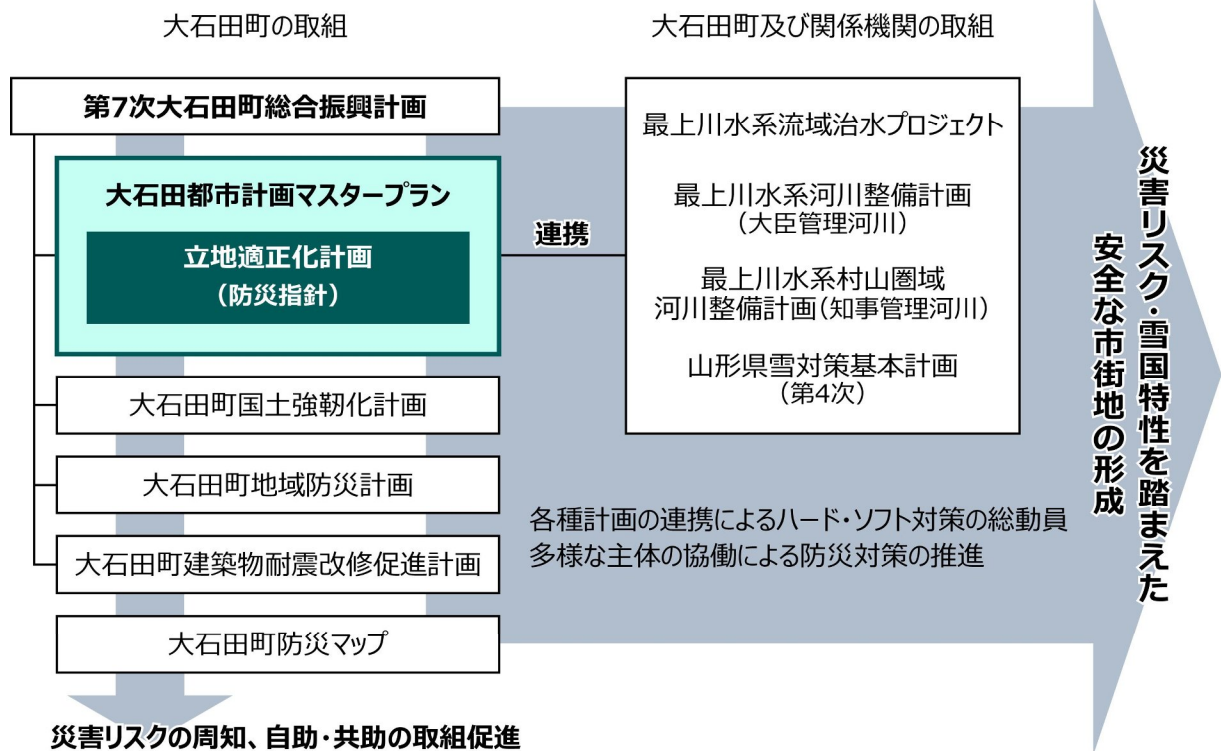 大石田町の取組
第7次大石田町総合振興計画
大石田都市計画マスタープラン
立地適正化計画
（防災指針）
大石田町国土強靭化計画
大石田町地域防災計画
大石田町建築物耐震改修促進計画
大石田町防災マップ
災害リスクの周知、自助・共助の取組促進
連携
大石田町及び関係機関の取組
最上川水系流域治水プロジェクト
最上川水系河川整備計画
（大臣管理河川）
最上川水系村山圏域
河川整備計画（知事管理河川）
山形県雪対策基本計画
（第4次）
各種計画の連携によるハード・ソフト対策の総動員
多様な主体の協働による防災対策の推進
災害リスク・雪国特性を踏まえた
安全な市街地の形成